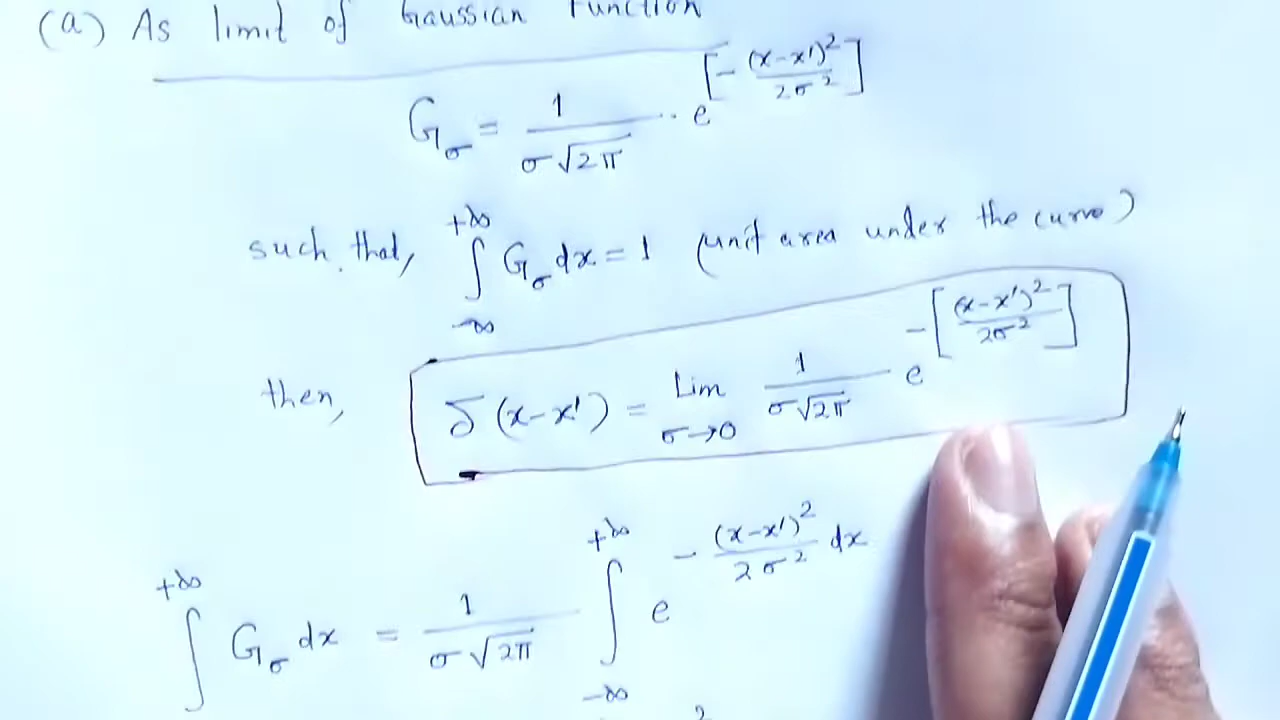 (a) As limit of Gaussian Function
G_σ = 1/(σ√2π) · e^[-(x-x')²/2σ²]
such that, ∫_{-∞}^{+∞} G_σ dx = 1 (unit area under the curve)
then, δ(x-x') = Lim_{σ→0} 1/(σ√2π) e^-[(x-x')²/2σ²]
∫^{+∞} G_σ dx = 1/(σ√2π) ∫_{-∞}^{+∞} e^-(x-x')²/2σ² dx
2